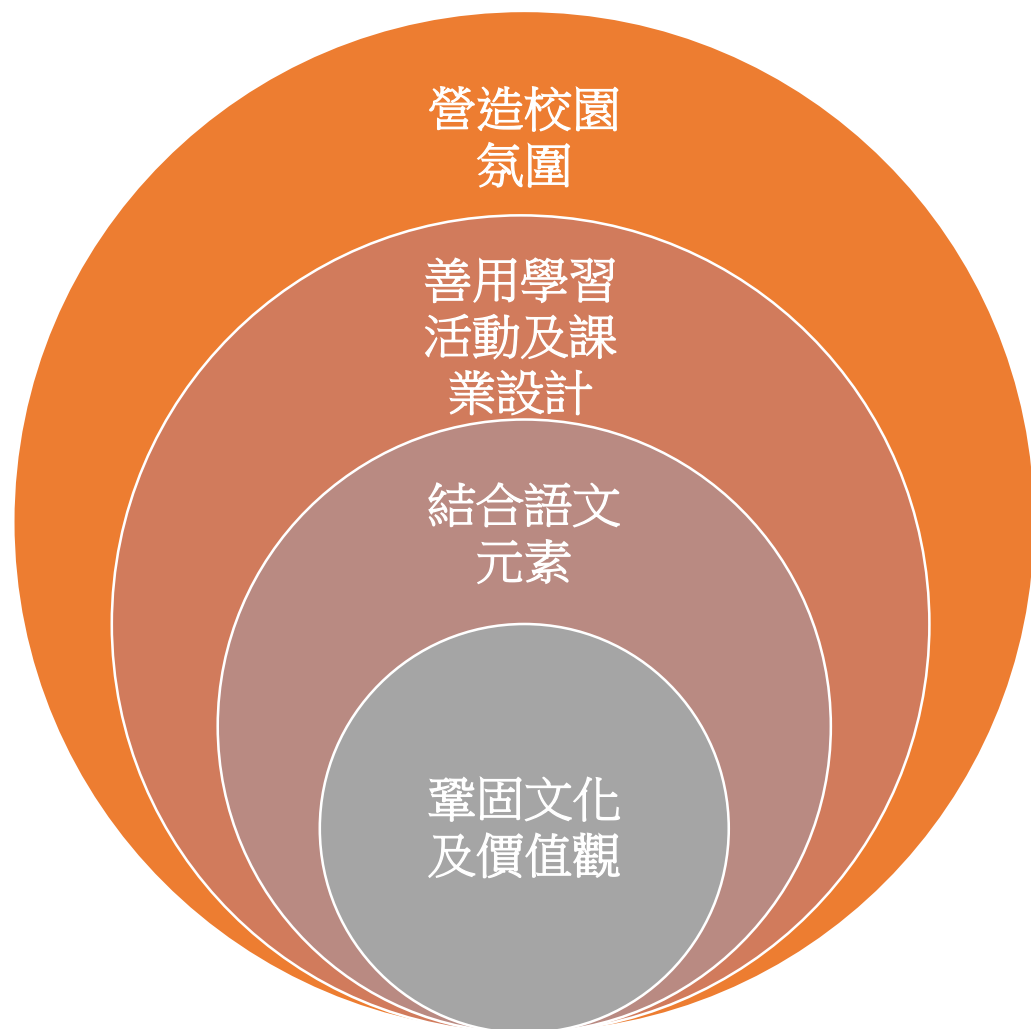 營造校園
氛圍
善用學習
活動及課
業設計
結合語文
元素
鞏固文化
及價值觀